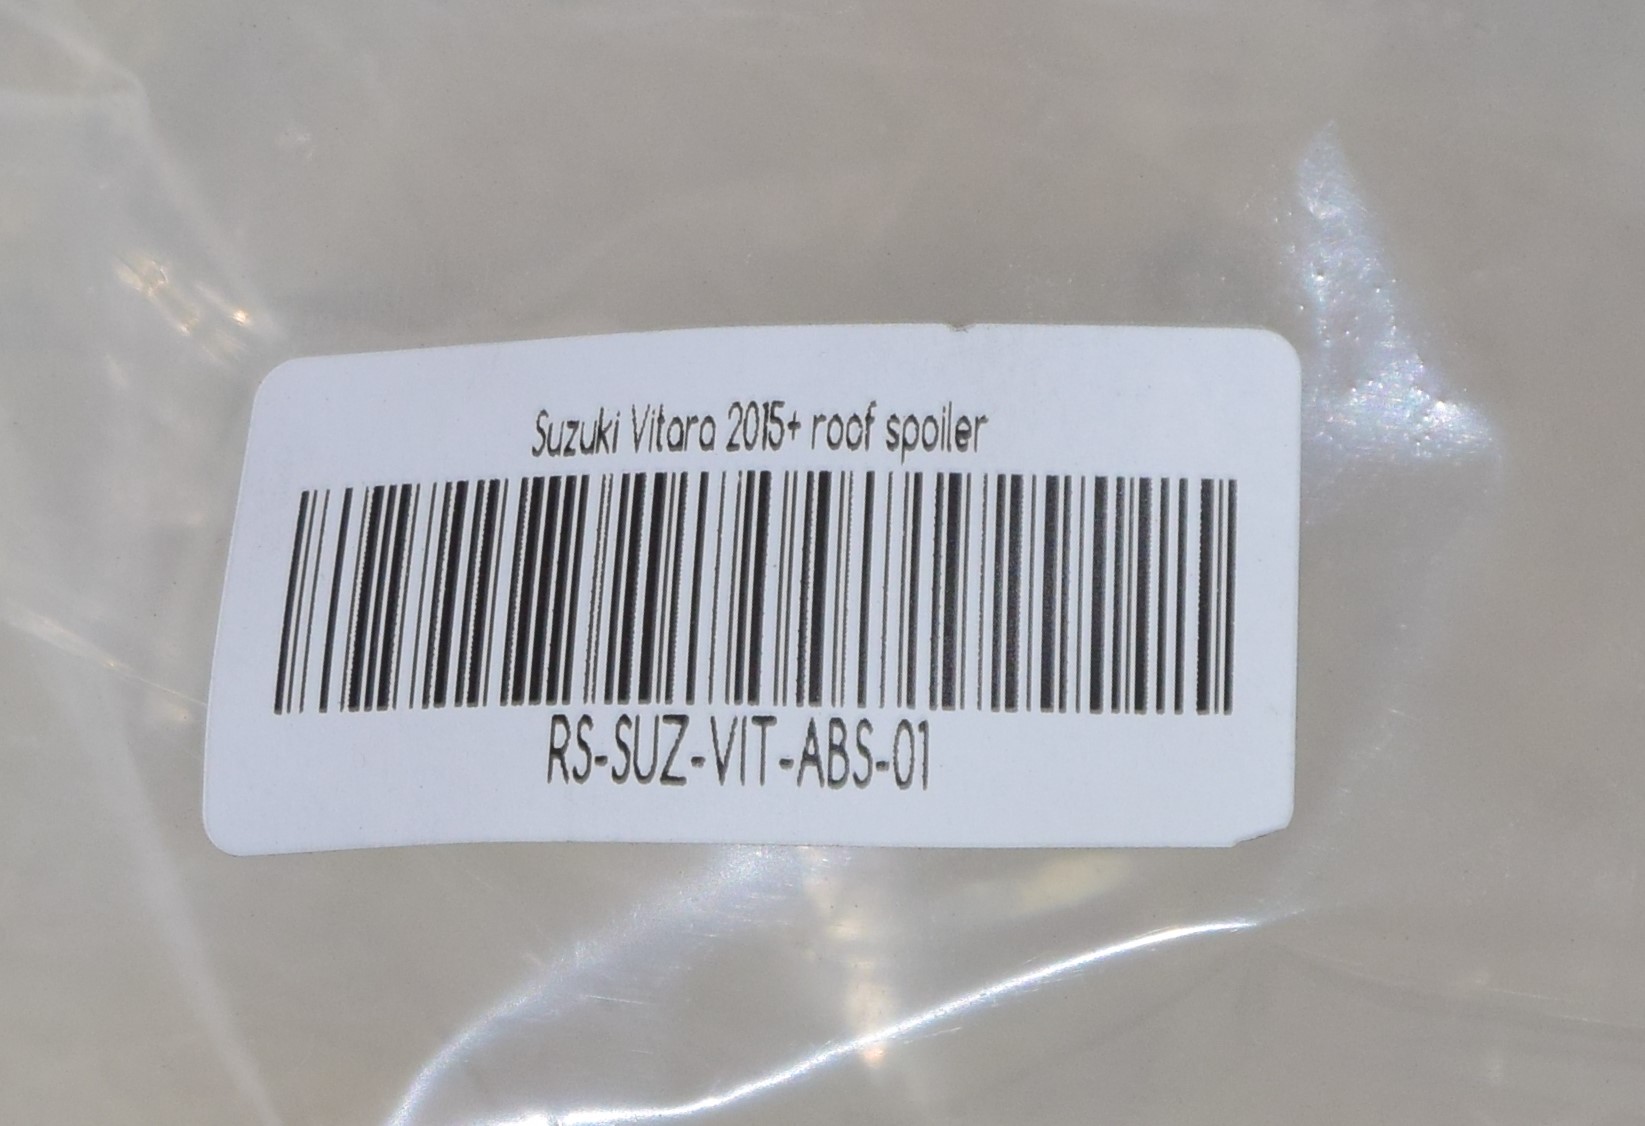 Suzuki Vitara 2015+ roof spoiler
RS-SUZ-VIT-ABS-01